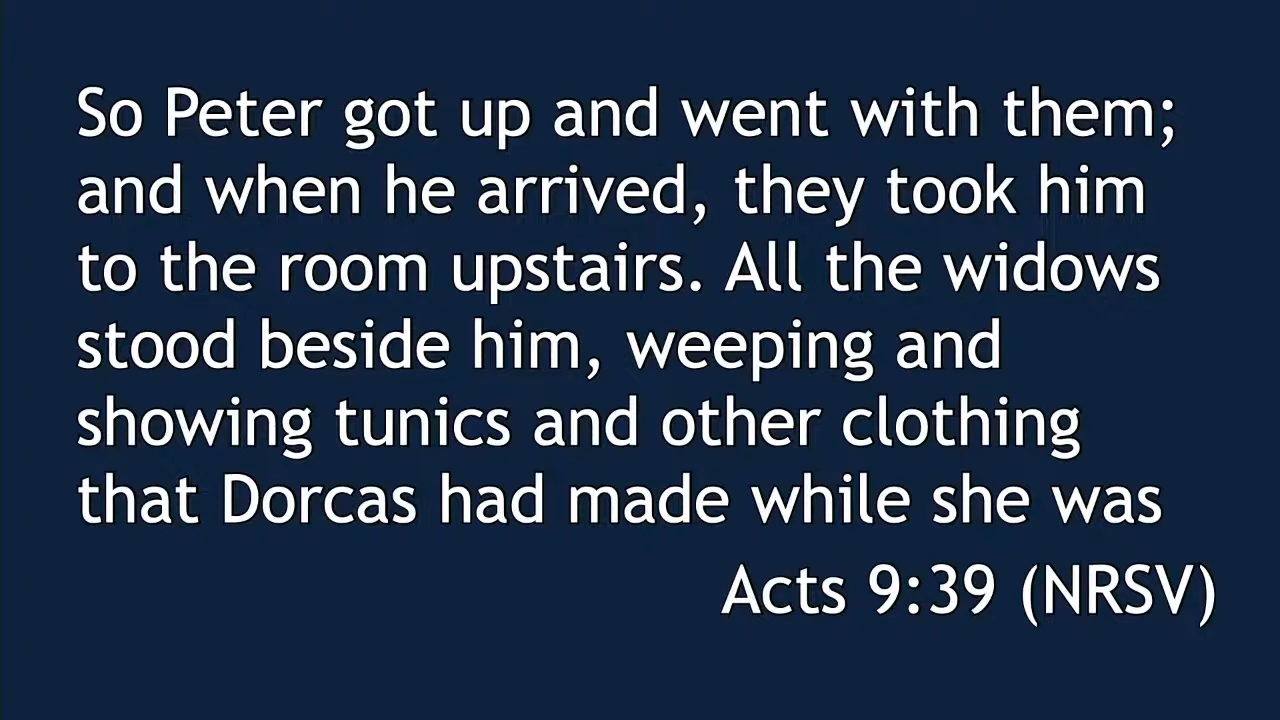 So Peter got up and went with them;
and when he arrived, they took him
to the room upstairs. All the widows
stood beside him, weeping and
showing tunics and other clothing
that Dorcas had made while she was
Acts 9:39 (NRSV)